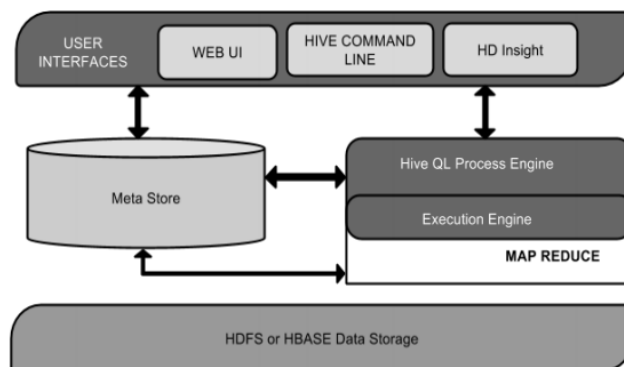 USER
INTERFACES
WEB UI
HIVE COMMAND
LINE
HD Insight
Meta Store
Hive QL Process Engine
Execution Engine
MAP REDUCE
HDFS or HBASE Data Storage